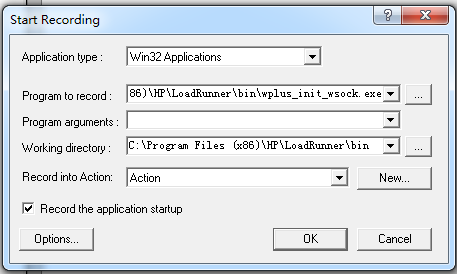 Start Recording
Application type :
Win32 Applications
Program to record :
86)\HP\LoadRunner\bin\wplus_init_wsock.exe
...
Program arguments :
Working directory :
C:\Program Files (x86)\HP\LoadRunner\bin
...
Record into Action:
Action
New...
Record the application startup
Options...
OK
Cancel